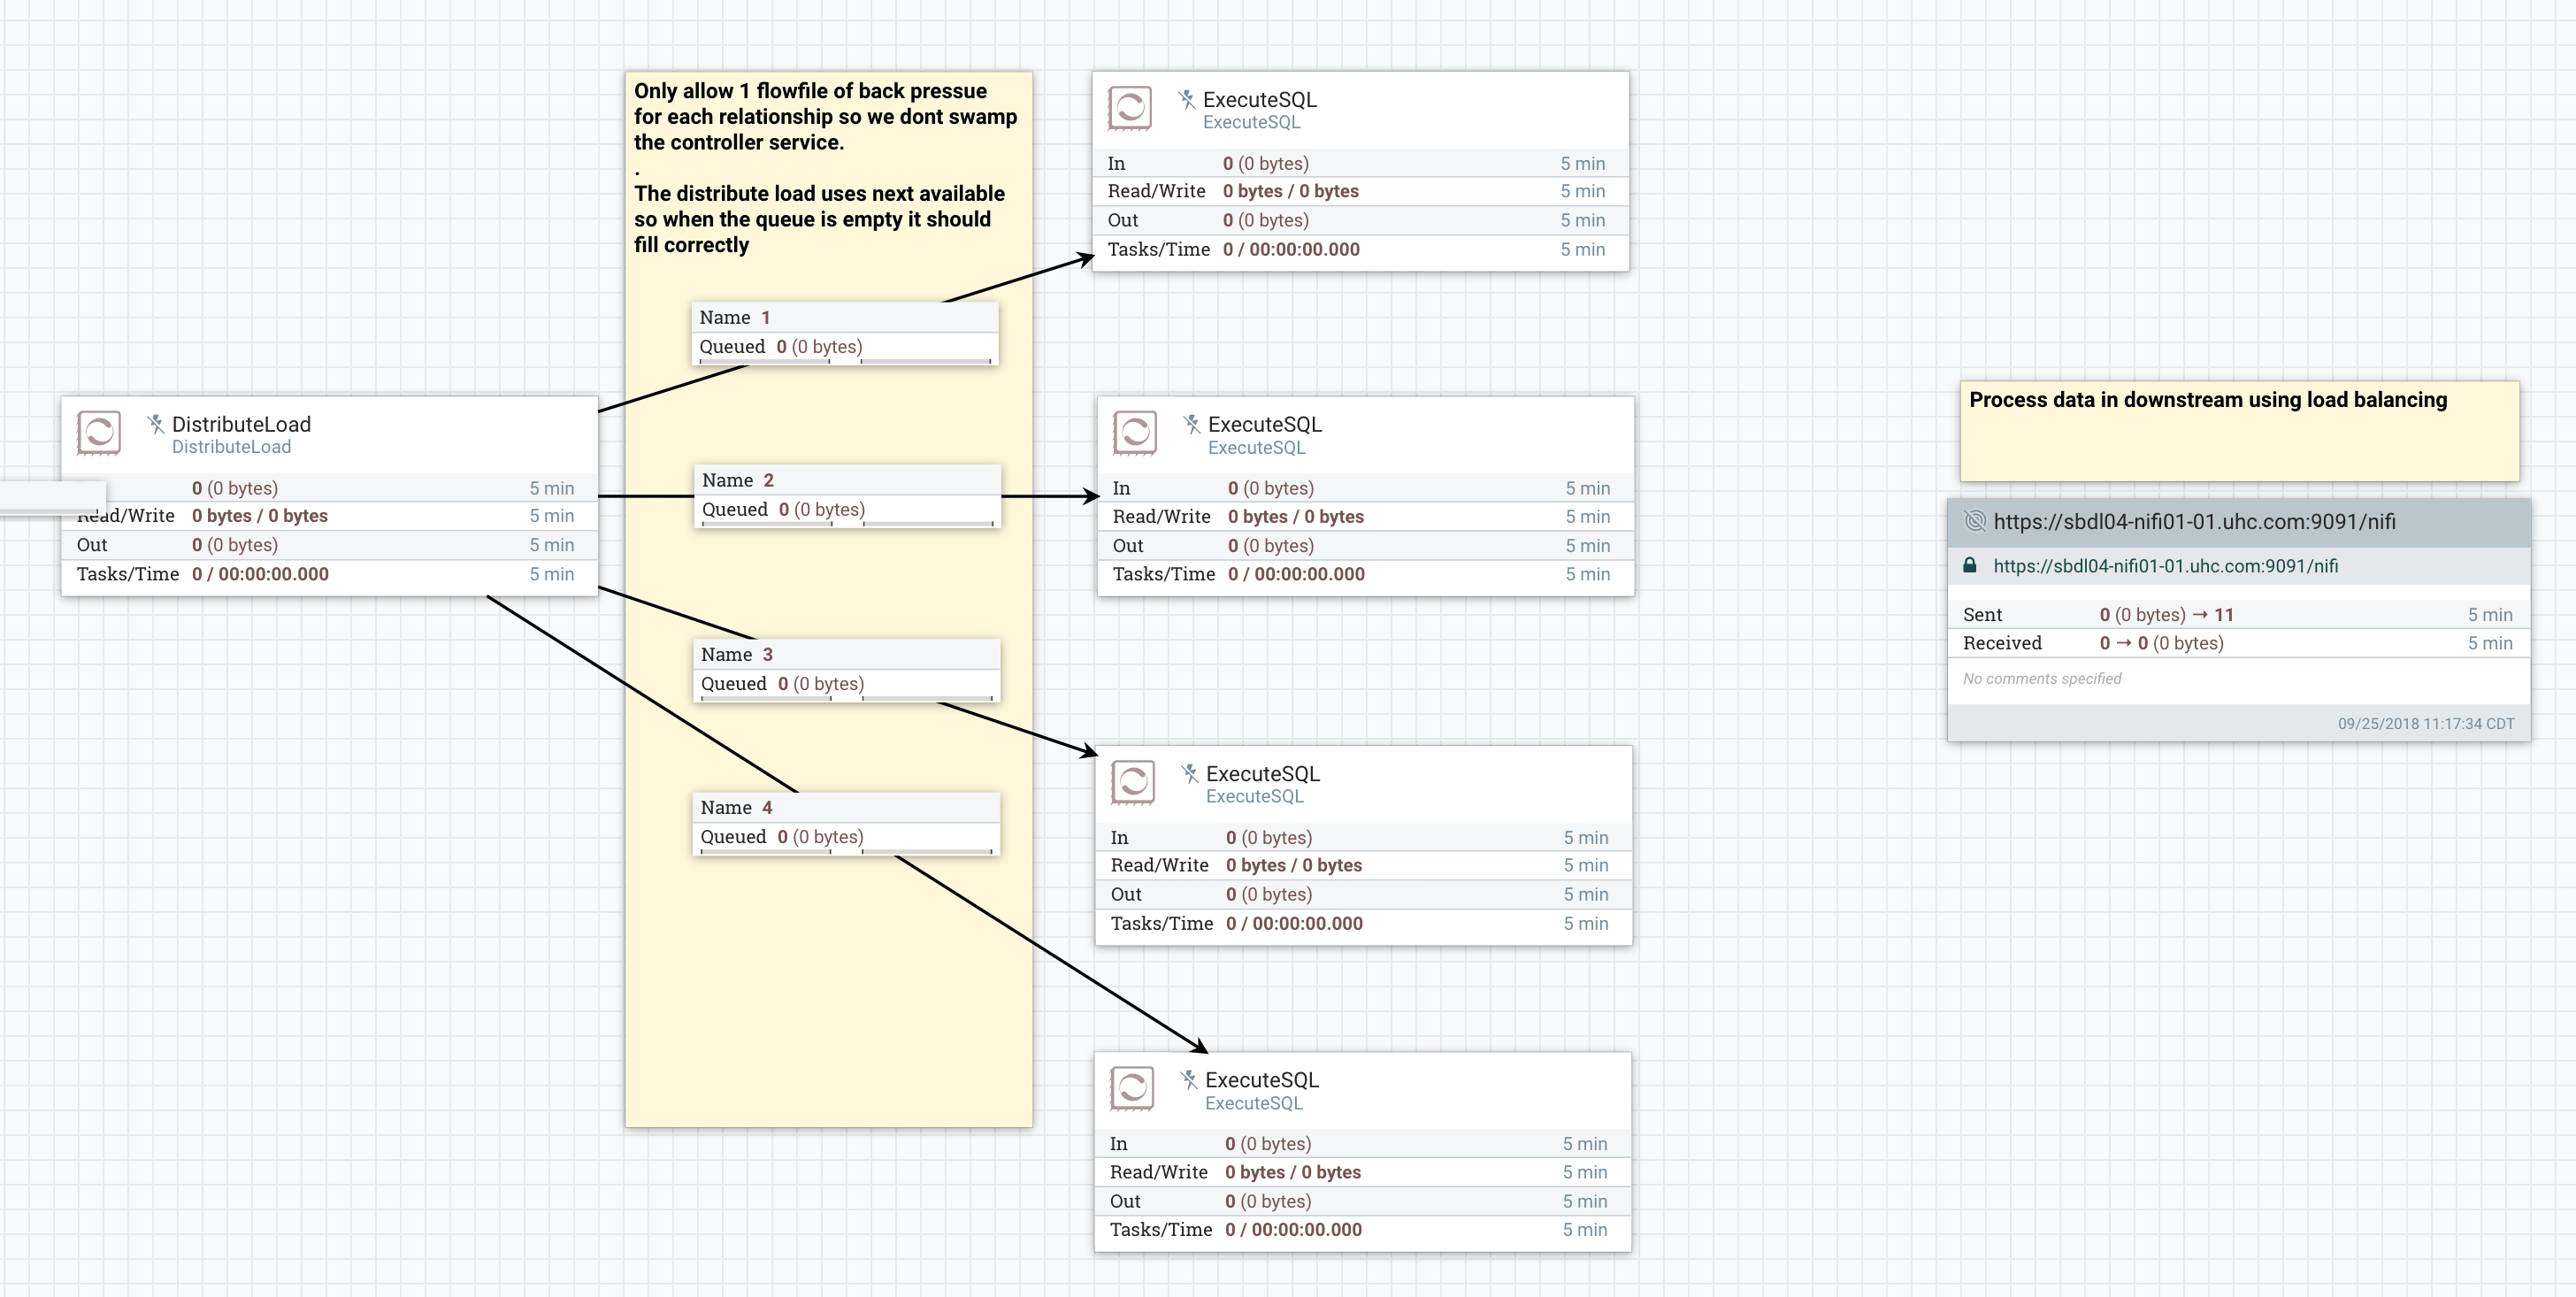 Only allow 1 flowfile of back pressue
for each relationship so we dont swamp
the controller service.
.
The distribute load uses next available
so when the queue is empty it should
fill correctly
DistributeLoad
DistributeLoad
0 (0 bytes) 5 min
Read/Write 0 bytes / 0 bytes 5 min
Out 0 (0 bytes) 5 min
Tasks/Time 0 / 00:00:00.000 5 min
Name 1
Queued 0 (0 bytes)
Name 2
Queued 0 (0 bytes)
Name 3
Queued 0 (0 bytes)
Name 4
Queued 0 (0 bytes)
ExecuteSQL
ExecuteSQL
In 0 (0 bytes) 5 min
Read/Write 0 bytes / 0 bytes 5 min
Out 0 (0 bytes) 5 min
Tasks/Time 0 / 00:00:00.000 5 min
ExecuteSQL
ExecuteSQL
In 0 (0 bytes) 5 min
Read/Write 0 bytes / 0 bytes 5 min
Out 0 (0 bytes) 5 min
Tasks/Time 0 / 00:00:00.000 5 min
ExecuteSQL
ExecuteSQL
In 0 (0 bytes) 5 min
Read/Write 0 bytes / 0 bytes 5 min
Out 0 (0 bytes) 5 min
Tasks/Time 0 / 00:00:00.000 5 min
ExecuteSQL
ExecuteSQL
In 0 (0 bytes) 5 min
Read/Write 0 bytes / 0 bytes 5 min
Out 0 (0 bytes) 5 min
Tasks/Time 0 / 00:00:00.000 5 min
Process data in downstream using load balancing
https://sbdl04-nifi01-01.uhc.com:9091/nifi
https://sbdl04-nifi01-01.uhc.com:9091/nifi
Sent 0 (0 bytes) → 11 5 min
Received 0 → 0 (0 bytes) 5 min
No comments specified
09/25/2018 11:17:34 CDT